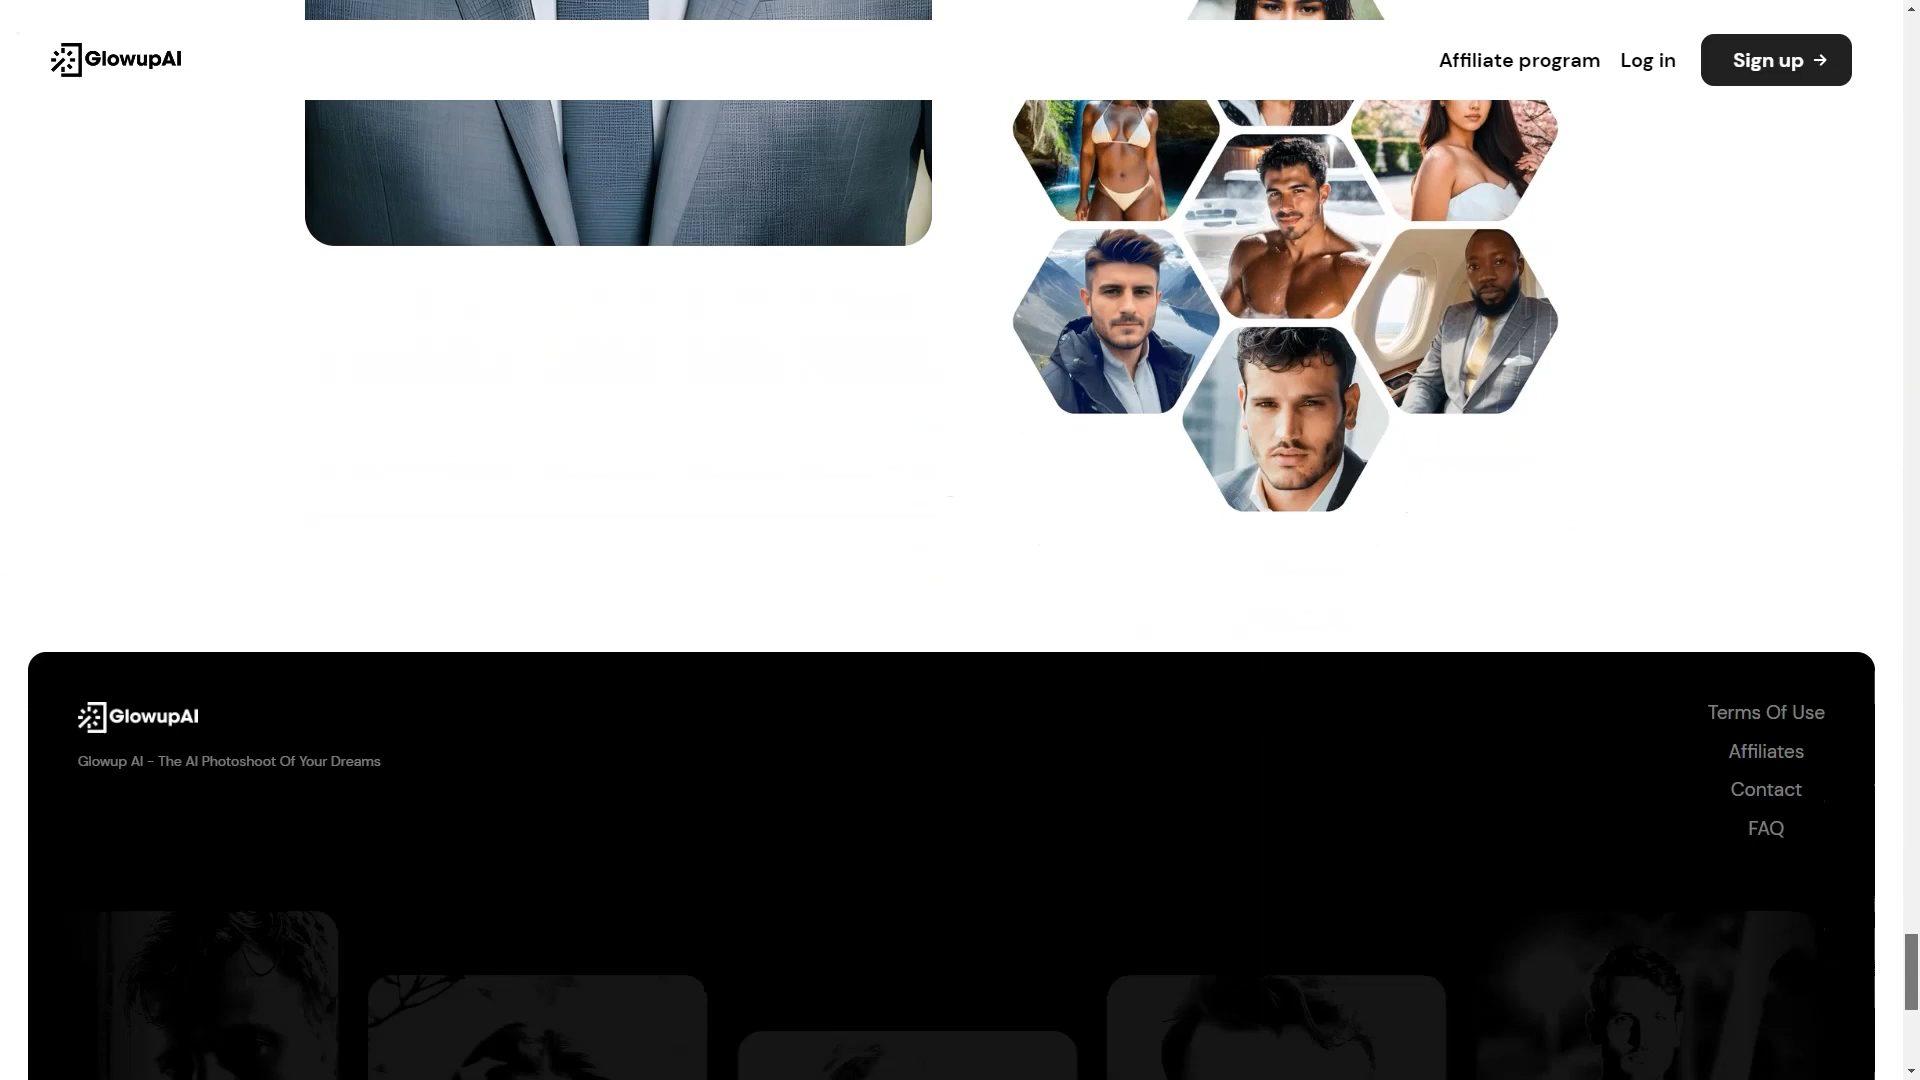 GlowupAI
Affiliate program
Log in
Sign up →
GlowupAI
Glowup AI - The AI Photoshoot Of Your Dreams
Terms Of Use
Affiliates
Contact
FAQ